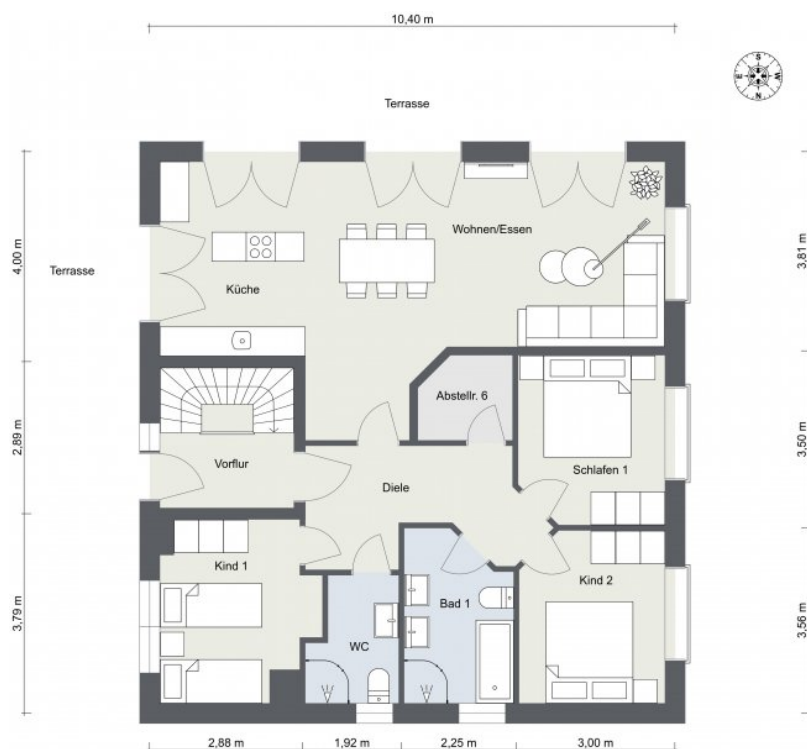 10,40 m
S
E
W
N
Terrasse
Wohnen/Essen
4,00 m
3,81 m
Terrasse
Küche
Abstellr. 6
2,89 m
3,50 m
Vorflur
Diele
Schlafen 1
Kind 1
Kind 2
Bad 1
3,79 m
3,56 m
WC
2,88 m
1,92 m
2,25 m
3,00 m